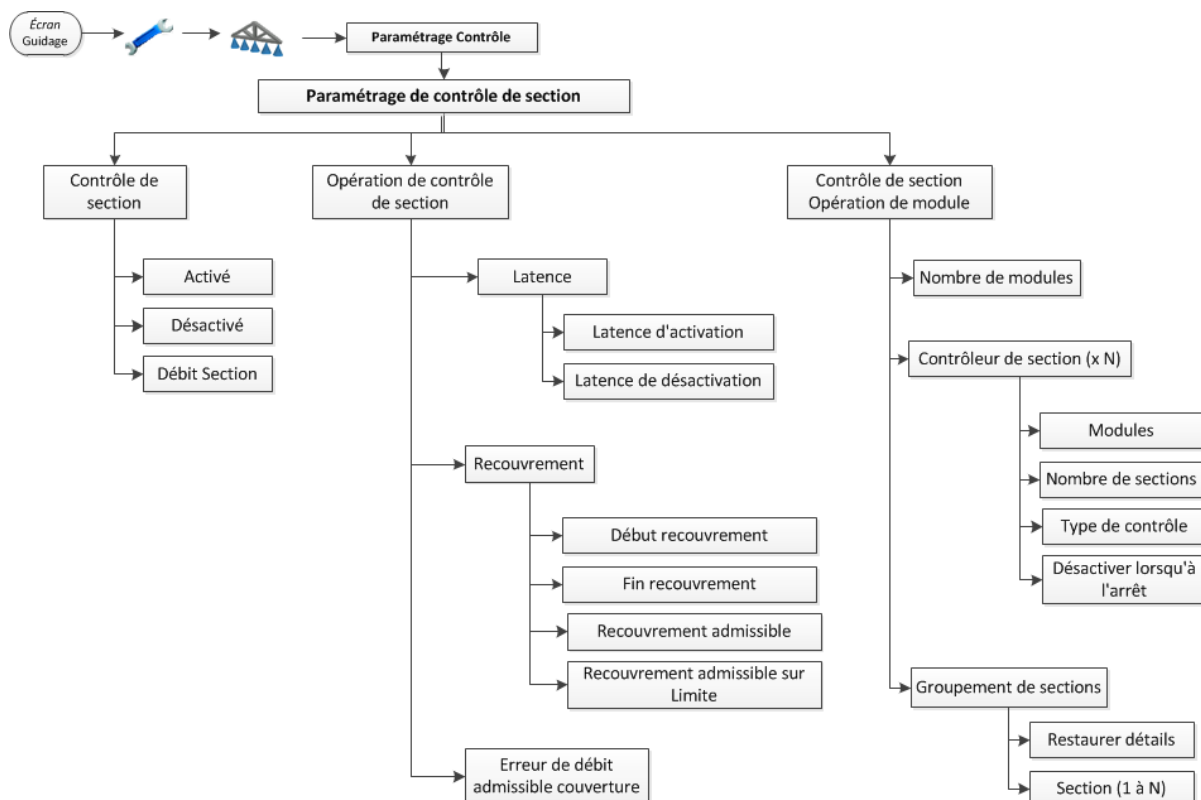 Écran
Guidage
Paramétrage Contrôle
Paramétrage de contrôle de section
Contrôle de
section
Activé
Désactivé
Débit Section
Opération de contrôle
de section
Latence
Latence d'activation
Latence de désactivation
Recouvrement
Début recouvrement
Fin recouvrement
Recouvrement admissible
Recouvrement admissible sur
Limite
Erreur de débit
admissible couverture
Contrôle de section
Opération de module
Nombre de modules
Contrôleur de section (x N)
Modules
Nombre de sections
Type de contrôle
Désactiver lorsqu'à
l'arrêt
Groupement de sections
Restaurer détails
Section (1 à N)